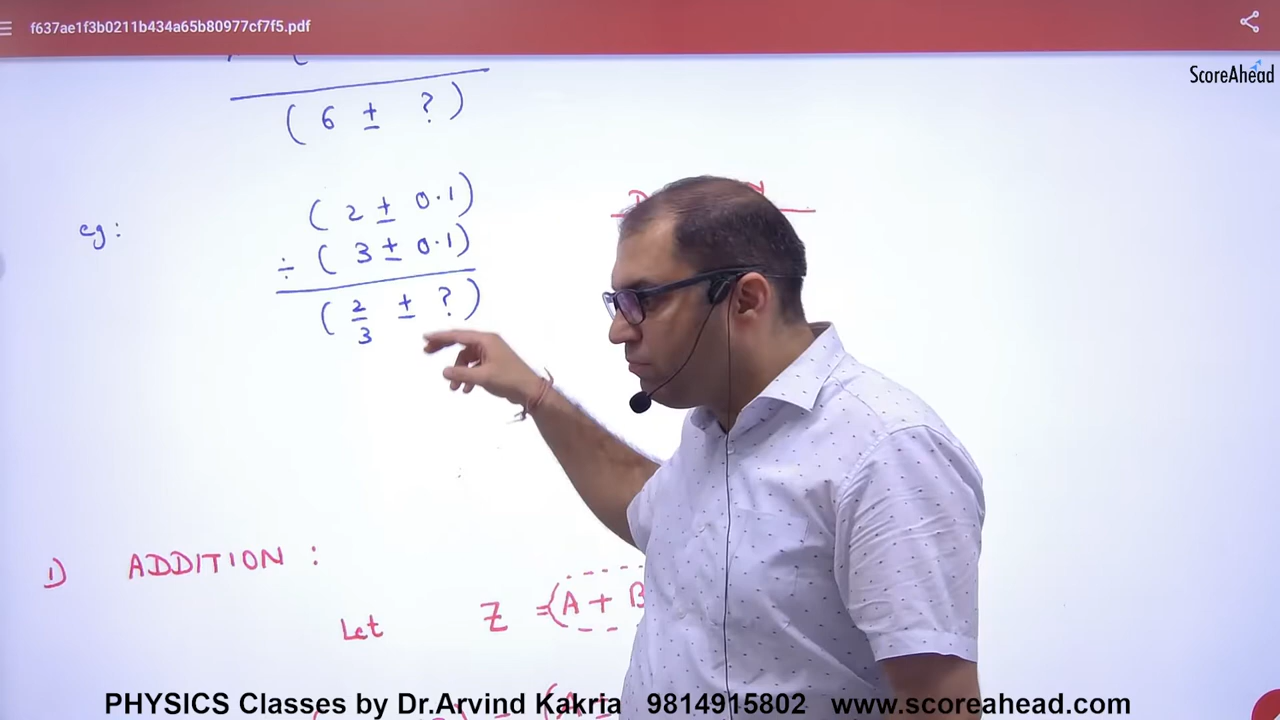 f637ae1f3b0211b434a65b80977cf7f5.pdf
ScoreAhead
( 6 ± ? )
eg:
( 2 ± 0.1)
÷ ( 3 ± 0.1)
( 2/3 ± ? )
1) ADDITION :
Let Z = (A + B
PHYSICS Classes by Dr.Arvind Kakria 9814915802 www.scoreahead.com